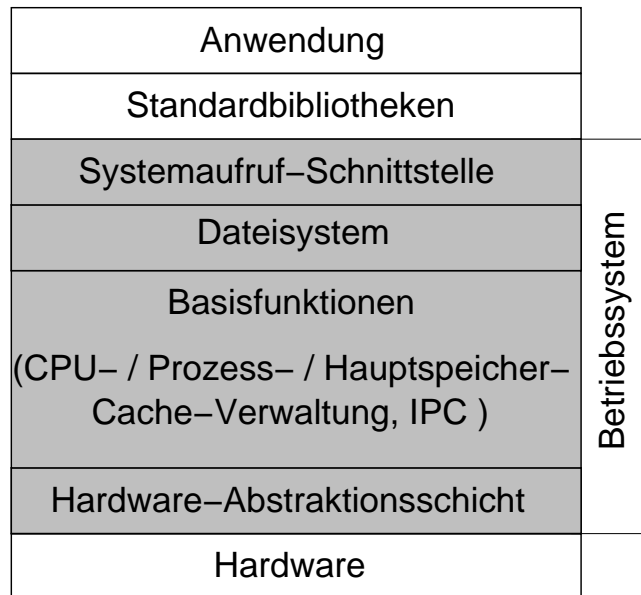 Anwendung
Standardbibliotheken
Systemaufruf−Schnittstelle
Dateisystem
Basisfunktionen
(CPU− / Prozess− / Hauptspeicher−
Cache−Verwaltung, IPC )
Hardware−Abstraktionsschicht
Hardware
Betriebssystem